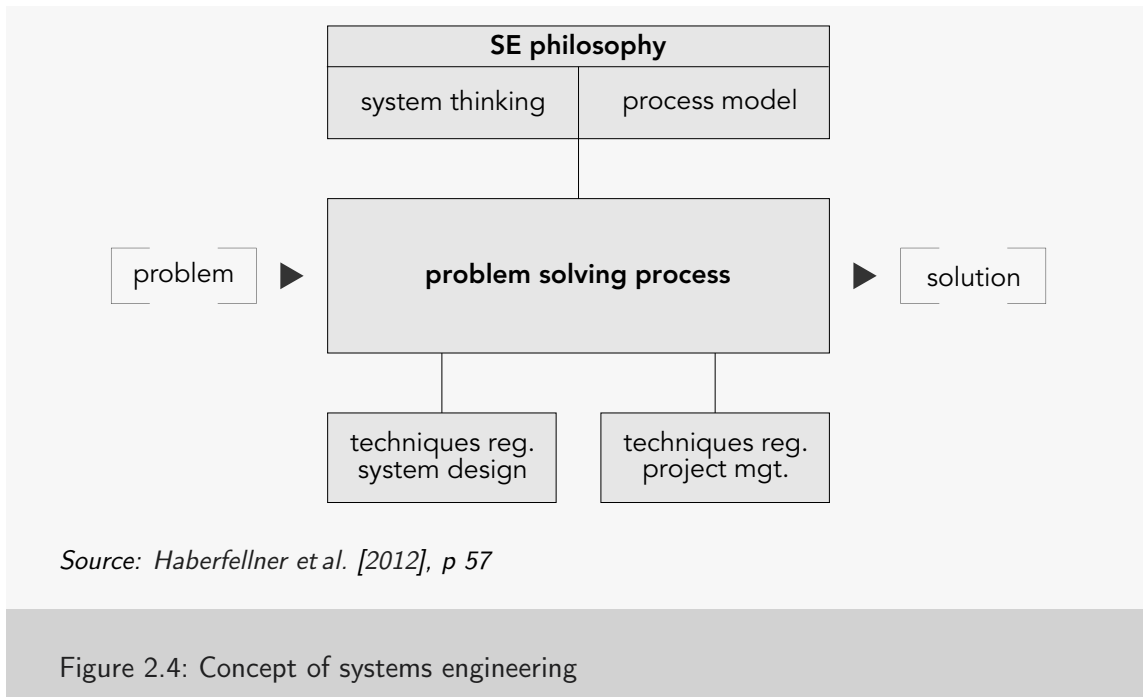 SE philosophy
system thinking
process model
problem
problem solving process
solution
techniques reg.
system design
techniques reg.
project mgt.
Source: Haberfellner et al. [2012], p 57
Figure 2.4: Concept of systems engineering